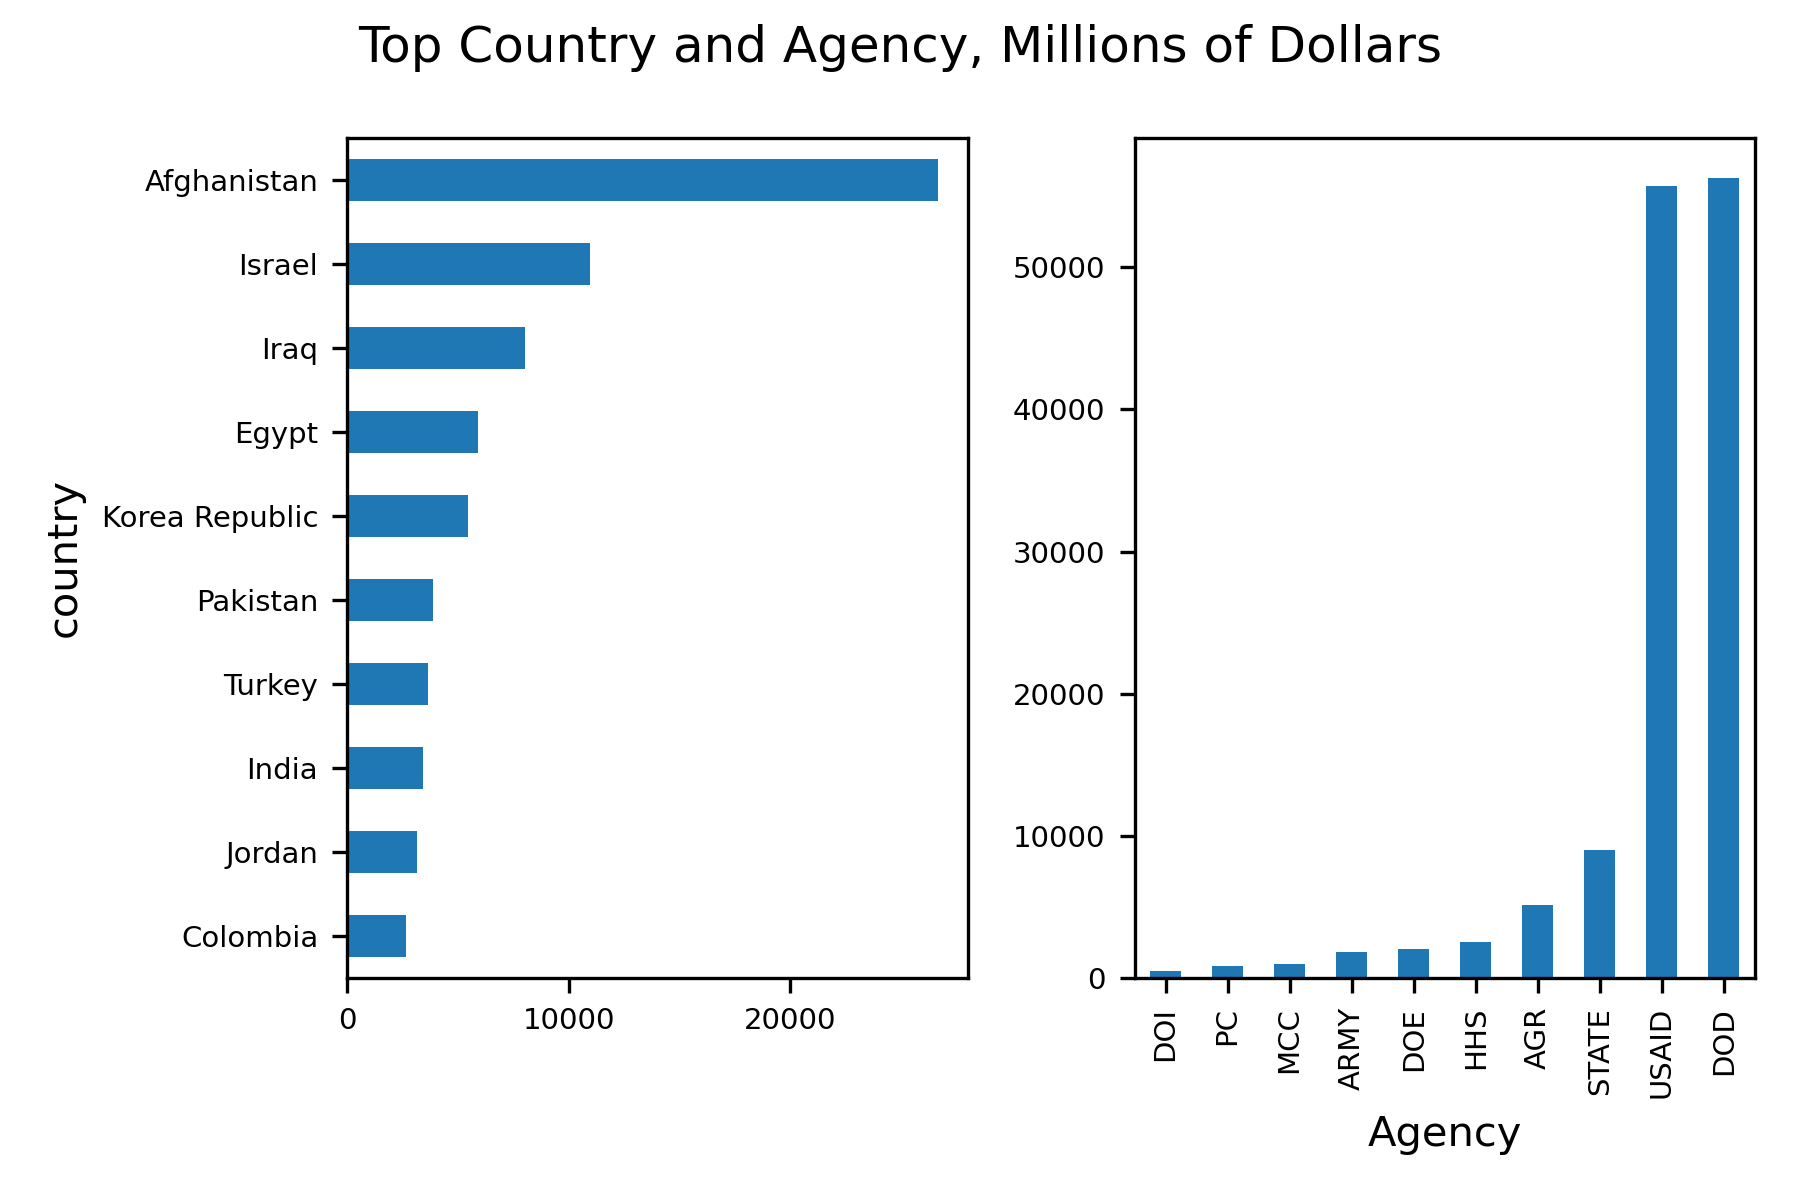 Top Country and Agency, Millions of Dollars
country
Afghanistan
Israel
Iraq
Egypt
Korea Republic
Pakistan
Turkey
India
Jordan
Colombia
0
10000
20000
50000
40000
30000
20000
10000
0
DOI
PC
MCC
ARMY
DOE
HHS
AGR
STATE
USAID
DOD
Agency